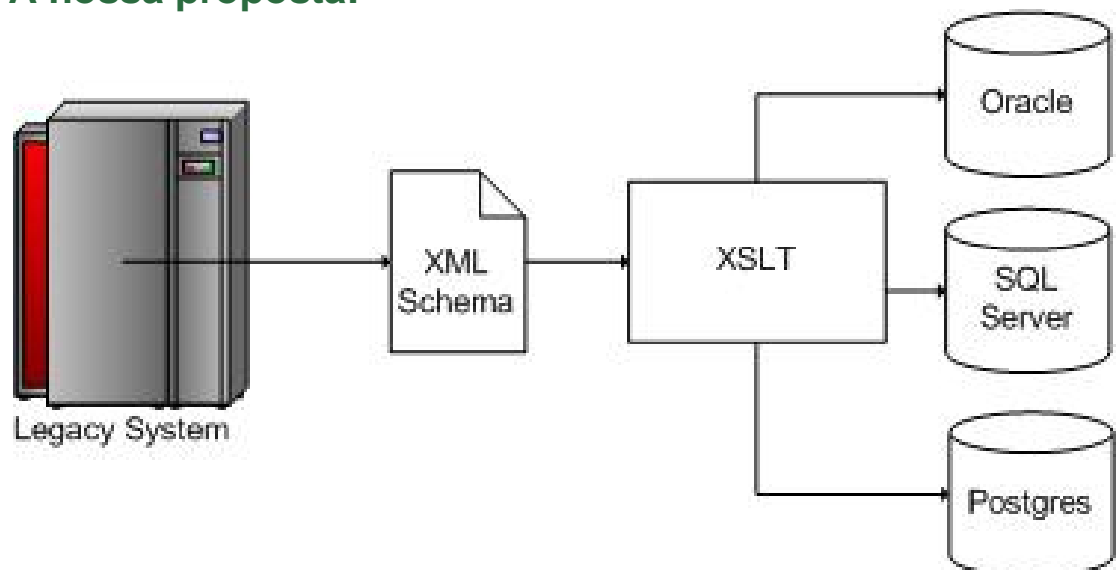 A nossa proposta:
Oracle
XML
Schema
XSLT
SQL
Server
Legacy System
Postgres